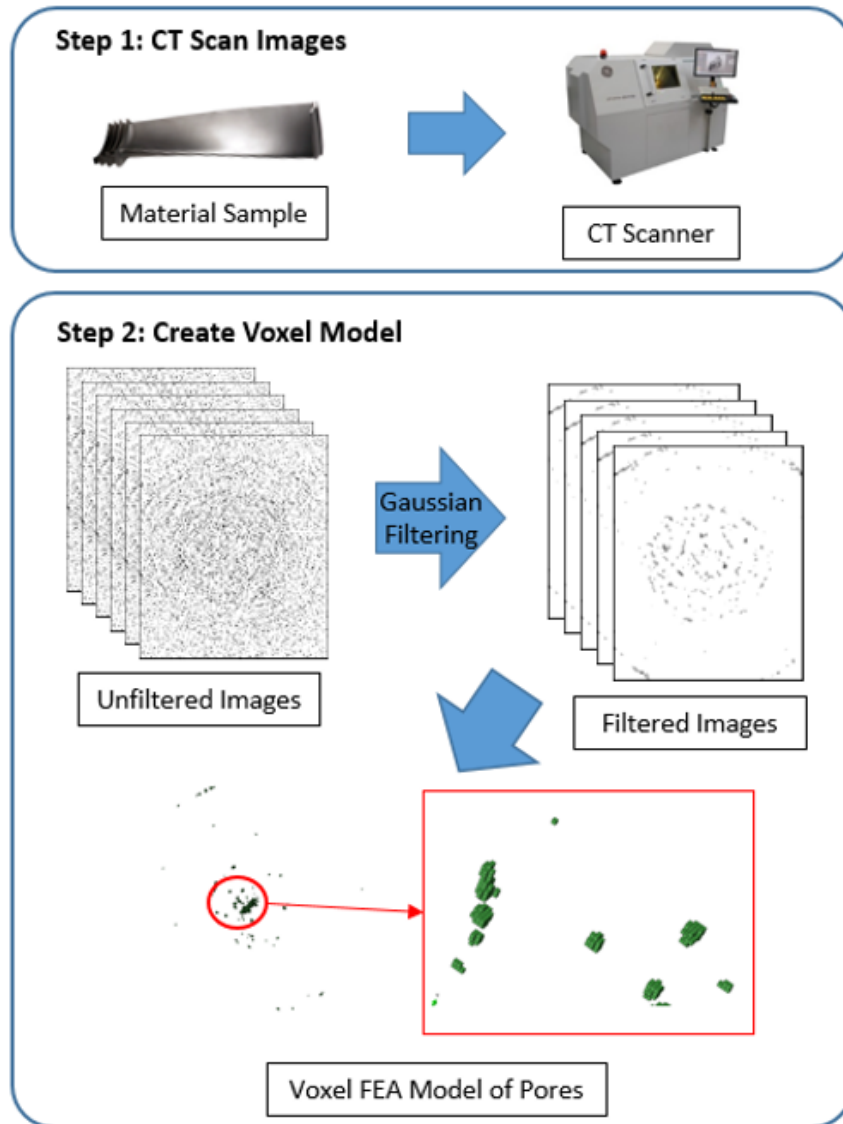 Step 1: CT Scan Images
Material Sample
CT Scanner
Step 2: Create Voxel Model
Gaussian
Filtering
Unfiltered Images
Filtered Images
Voxel FEA Model of Pores